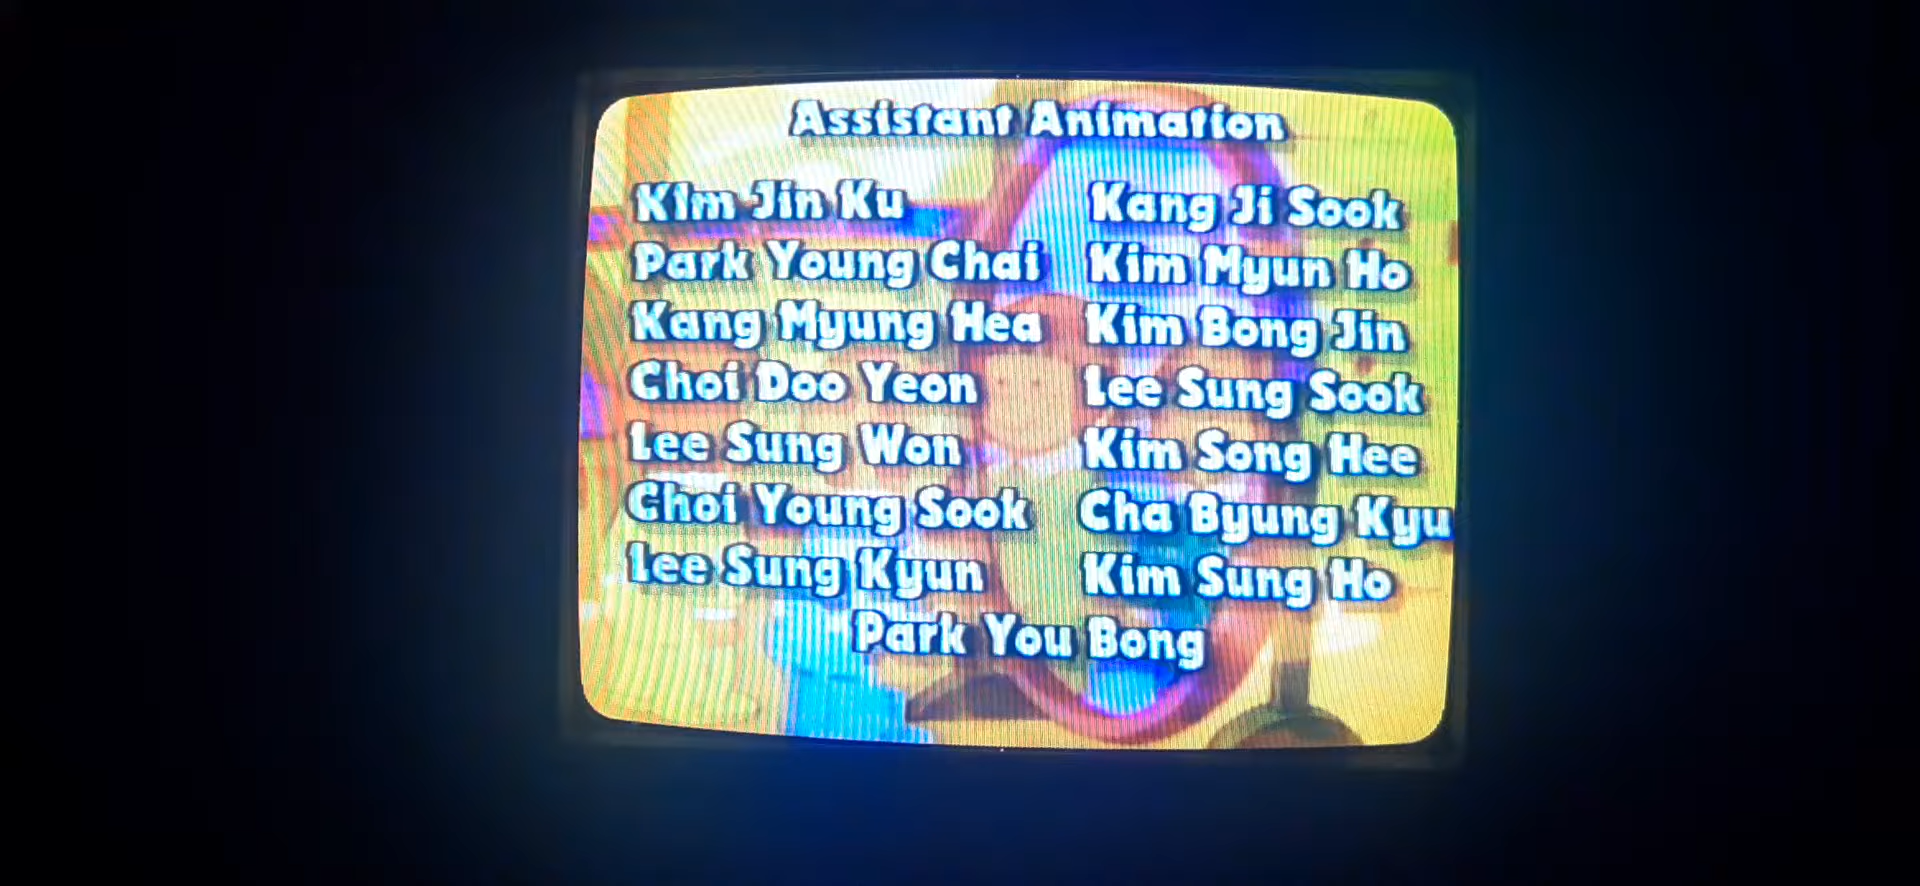 Assistant Animation
Kim Jin Ku
Kang Ji Sook
Park Young Chai
Kim Myun Ho
Kang Myung Hea
Kim Bong Jin
Choi Doo Yeon
Lee Sung Sook
Lee Sung Won
Kim Song Hee
Choi Young Sook
Cha Byung Kyu
Lee Sung Kyun
Kim Sung Ho
Park You Bong